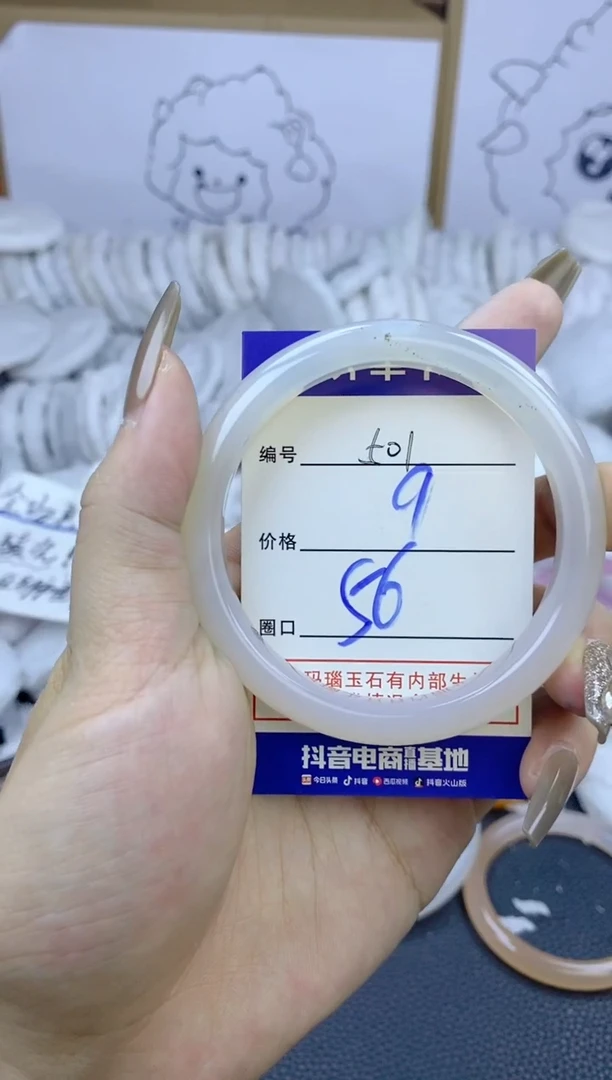 编号 501
价格 9
圈口 56
玛瑙玉石有内部生
抖音电商直播基地
今日头条 抖音 西瓜视频 抖音火山版